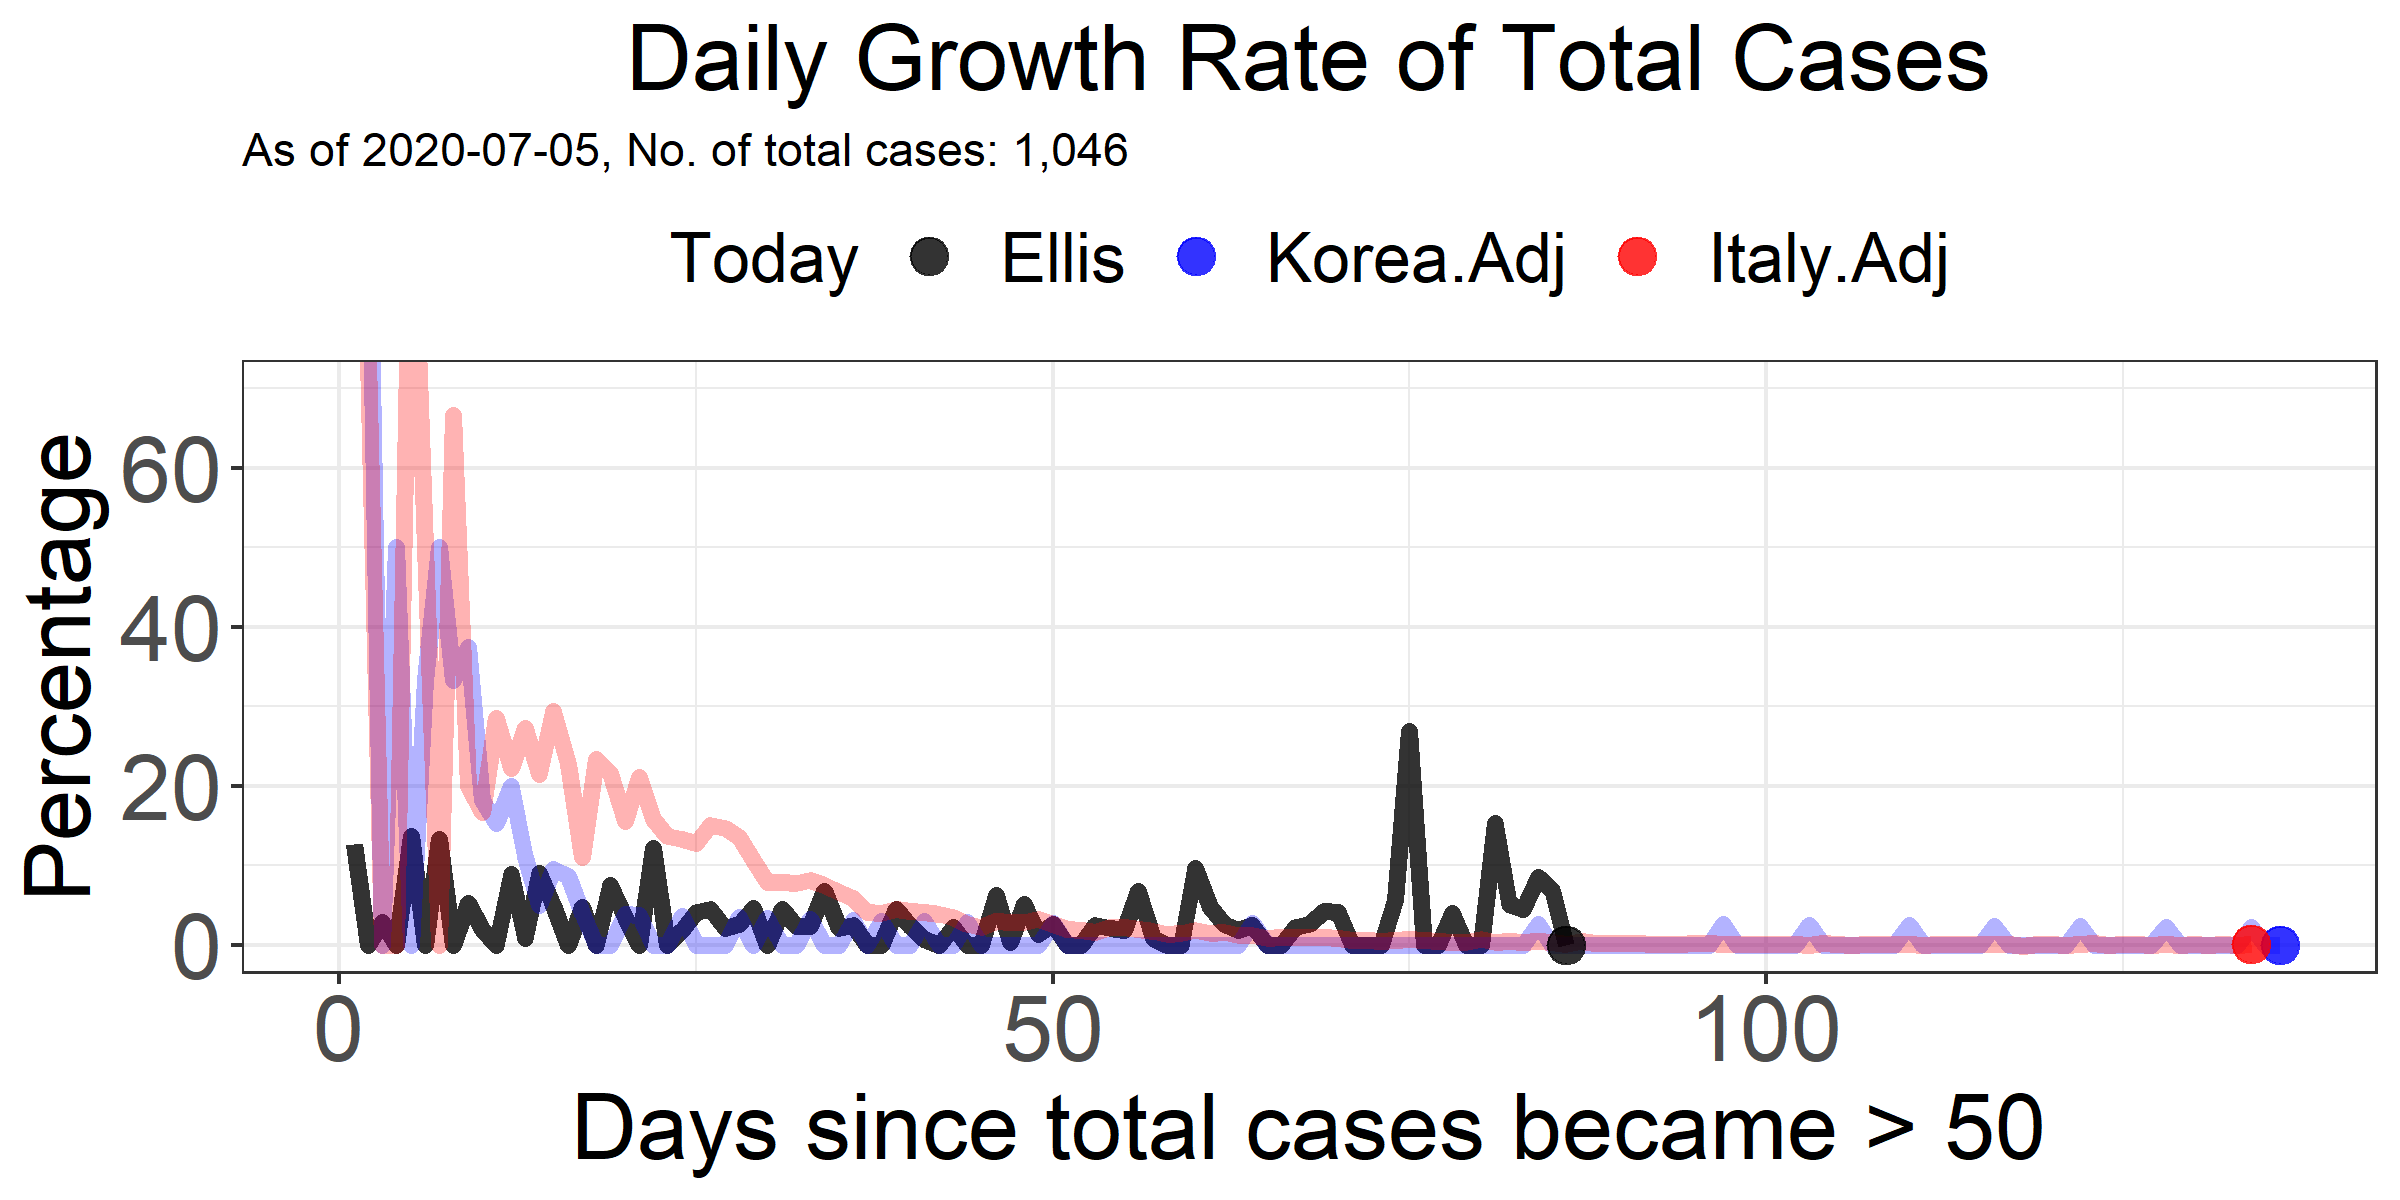 Daily Growth Rate of Total Cases
As of 2020-07-05, No. of total cases: 1,046
Today Ellis Korea.Adj Italy.Adj
Percentage
60
40
20
0
0 50 100
Days since total cases became > 50